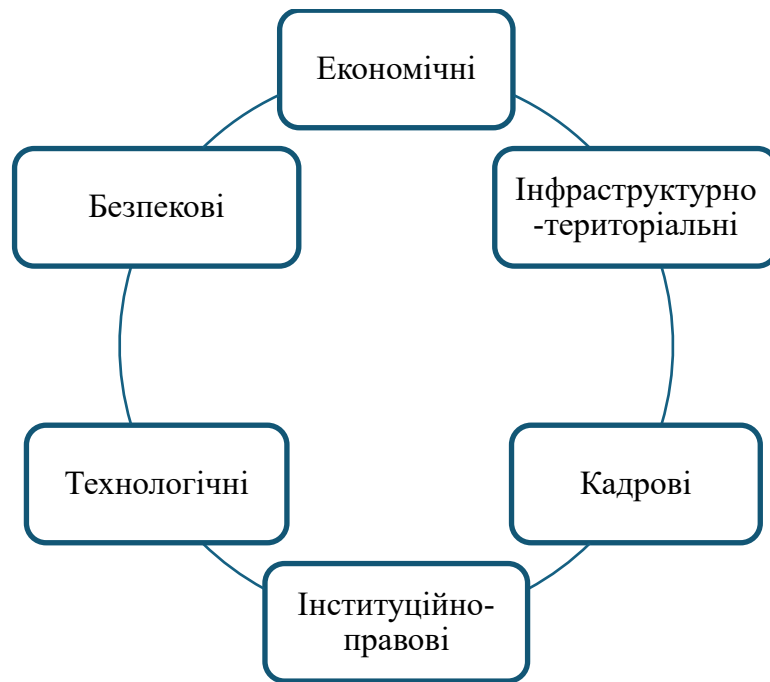 Економічні
Безпекові
Інфраструктурно
-територіальні
Технологічні
Кадрові
Інституційно-
правові